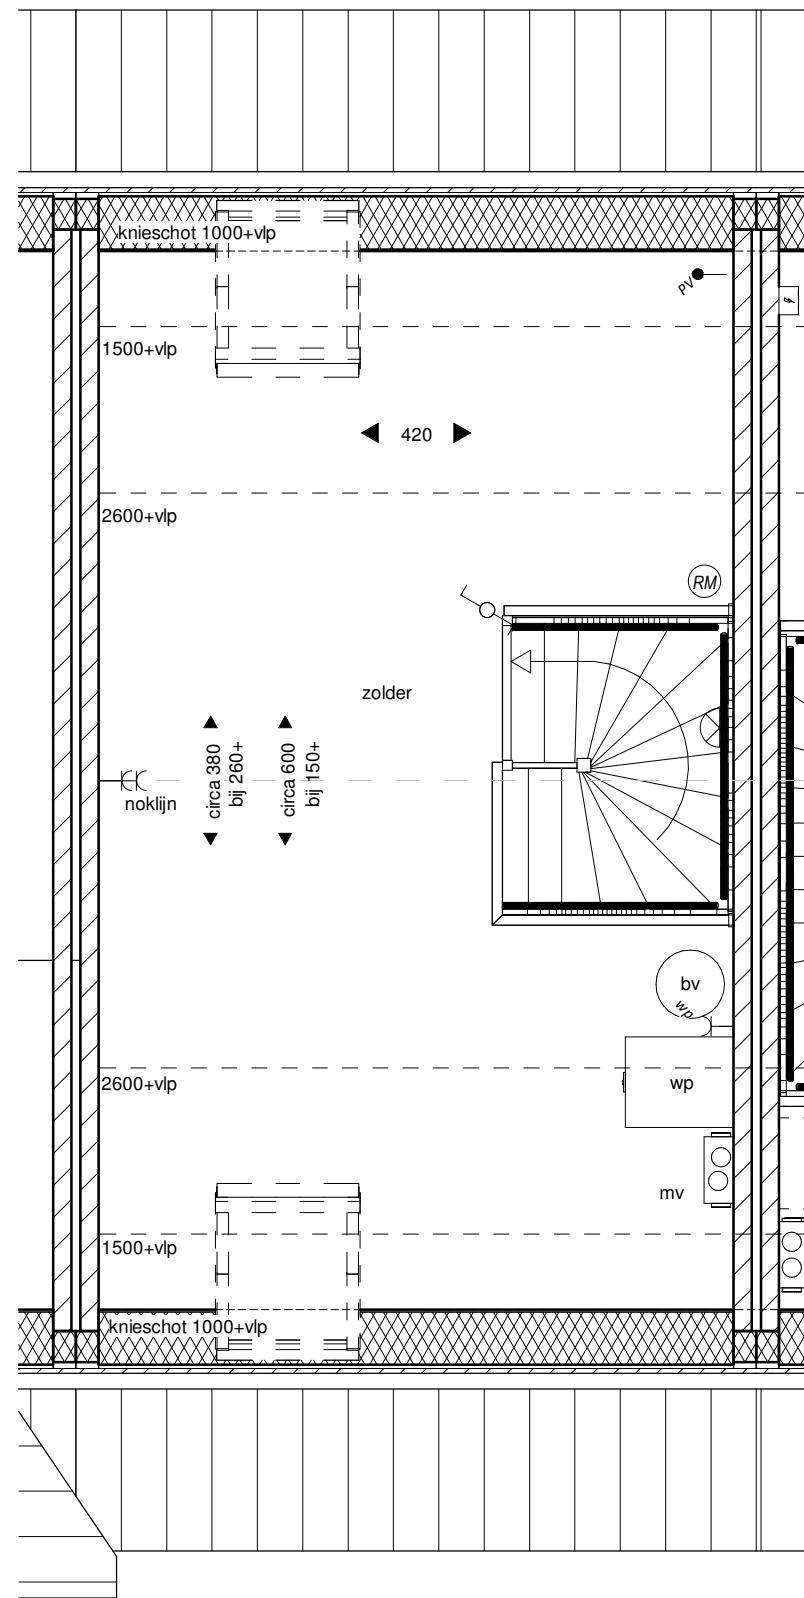 knieschot 1000+vlp
PV
1500+vlp
420
2600+vlp
RM
zolder
circa 380
bij 260+
circa 600
bij 150+
noklijn
bv
wp
2600+vlp
wp
mv
1500+vlp
knieschot 1000+vlp